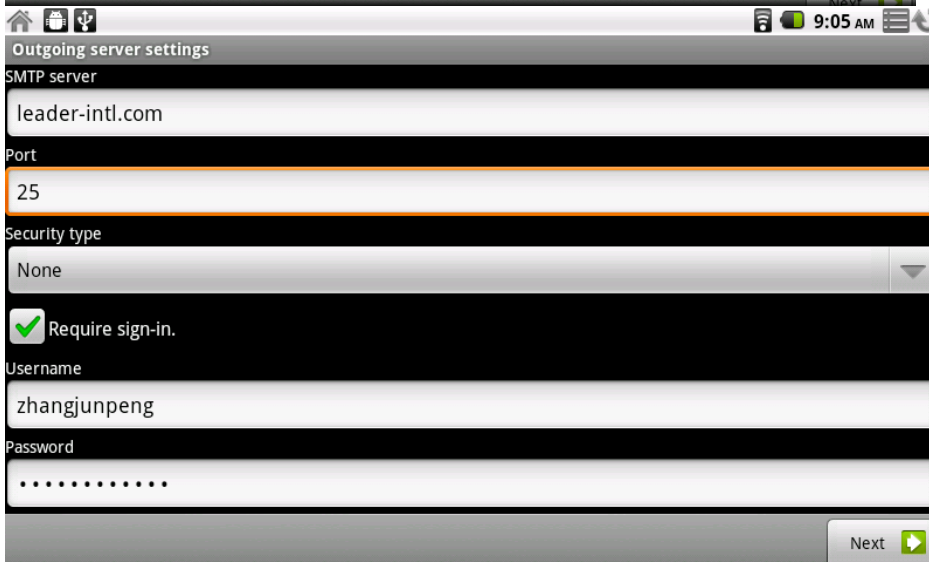 Next
9:05 AM
Outgoing server settings
SMTP server
leader-intl.com
Port
25
Security type
None
Require sign-in.
Username
zhangjunpeng
Password
••••••••••••
Next